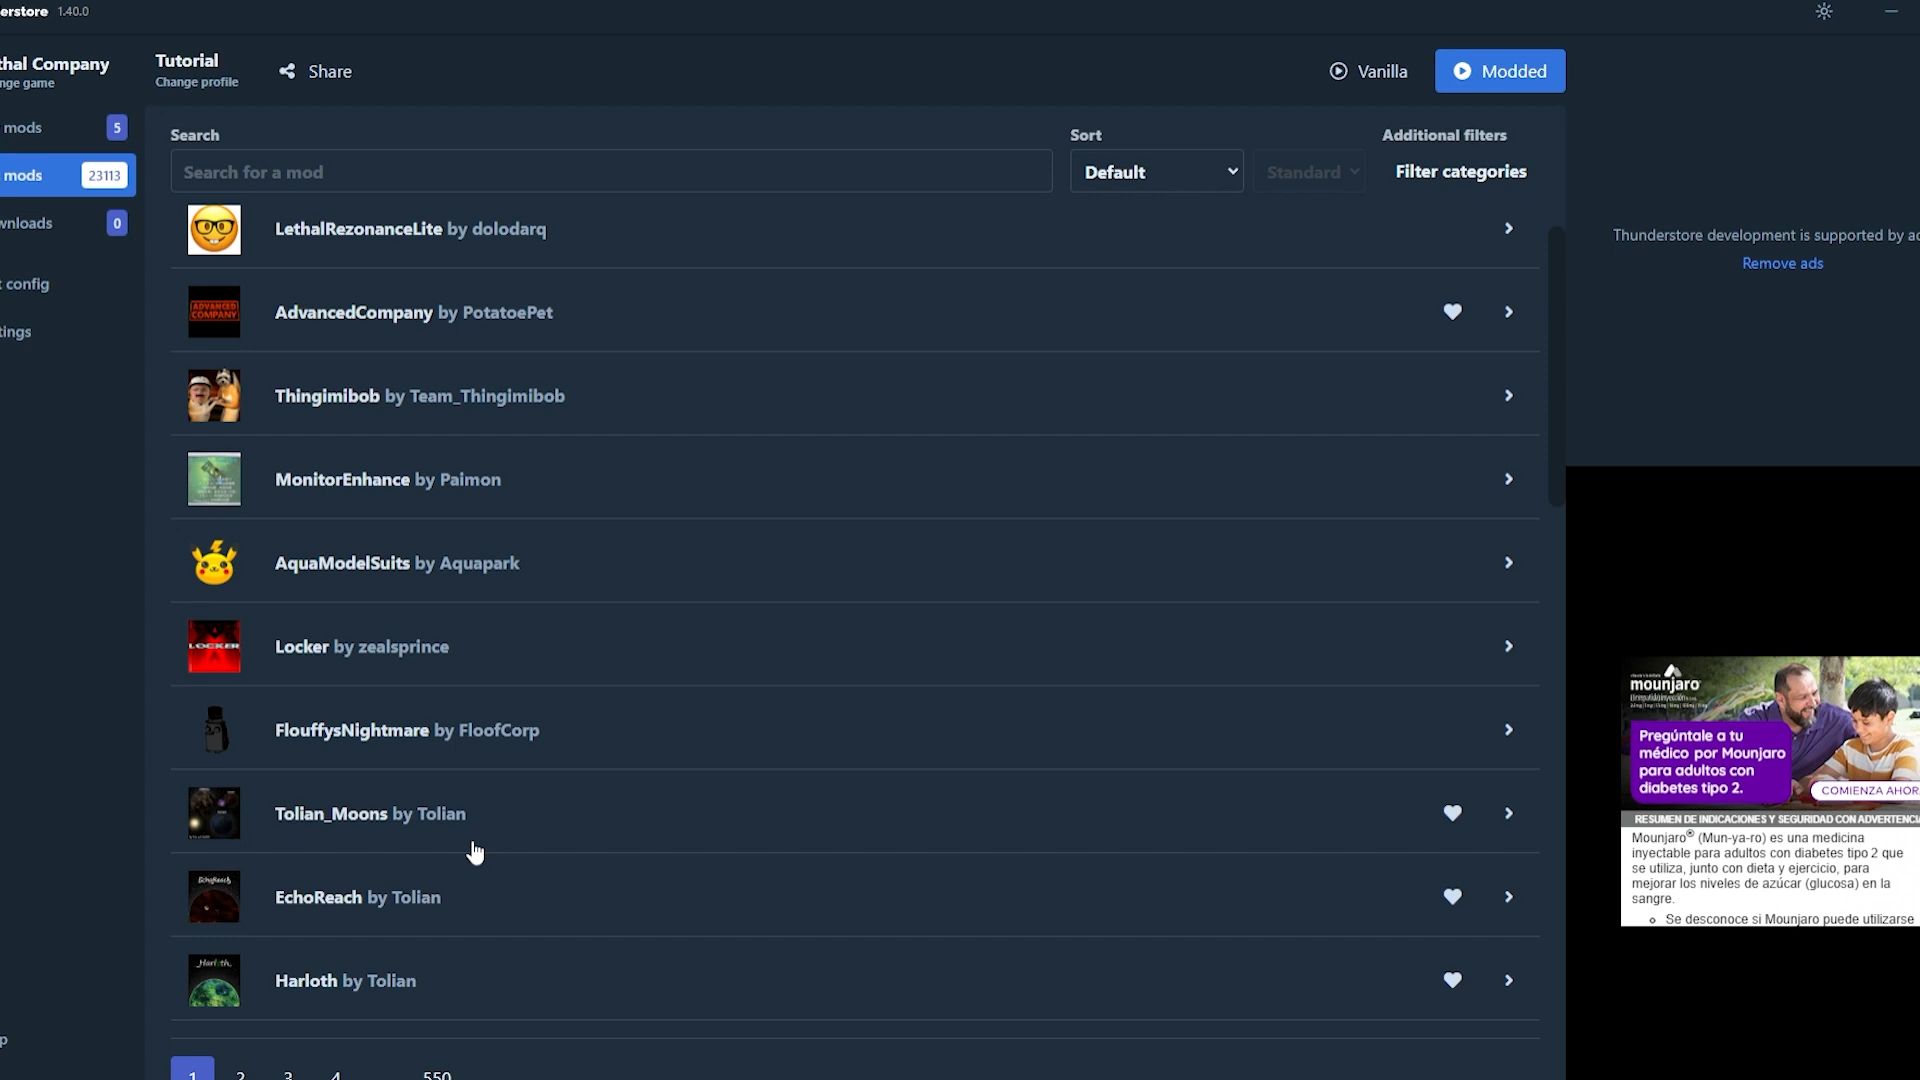 erstore 1.40.0
thal Company
nge game
Tutorial
Change profile
Share
Vanilla
Modded
mods 5
mods 23113
wnloads 0
config
tings
p
Search
Search for a mod
Sort
Default
Standard
Additional filters
Filter categories
LethalRezonanceLite by dolodarq
ADVANCED
COMPANY
AdvancedCompany by PotatoePet
Thingimibob by Team_Thingimibob
MonitorEnhance by Paimon
AquaModelSuits by Aquapark
LOCKER
Locker by zealsprince
FlouffysNightmare by FloofCorp
Tolian_Moons by Tolian
EchoReach
EchoReach by Tolian
Harloth
Harloth by Tolian
1 2 3 4 550
Thunderstore development is supported by ad
Remove ads
mounjaro
Pregúntale a tu
médico por Mounjaro
para adultos con
diabetes tipo 2.
COMIENZA AHOR
RESUMEN DE INDICACIONES Y SEGURIDAD CON ADVERTENCI
Mounjaro® (Mun-ya-ro) es una medicina
inyectable para adultos con diabetes tipo 2 que
se utiliza, junto con dieta y ejercicio, para
mejorar los niveles de azúcar (glucosa) en la
sangre.
Se desconoce si Mounjaro puede utilizarse